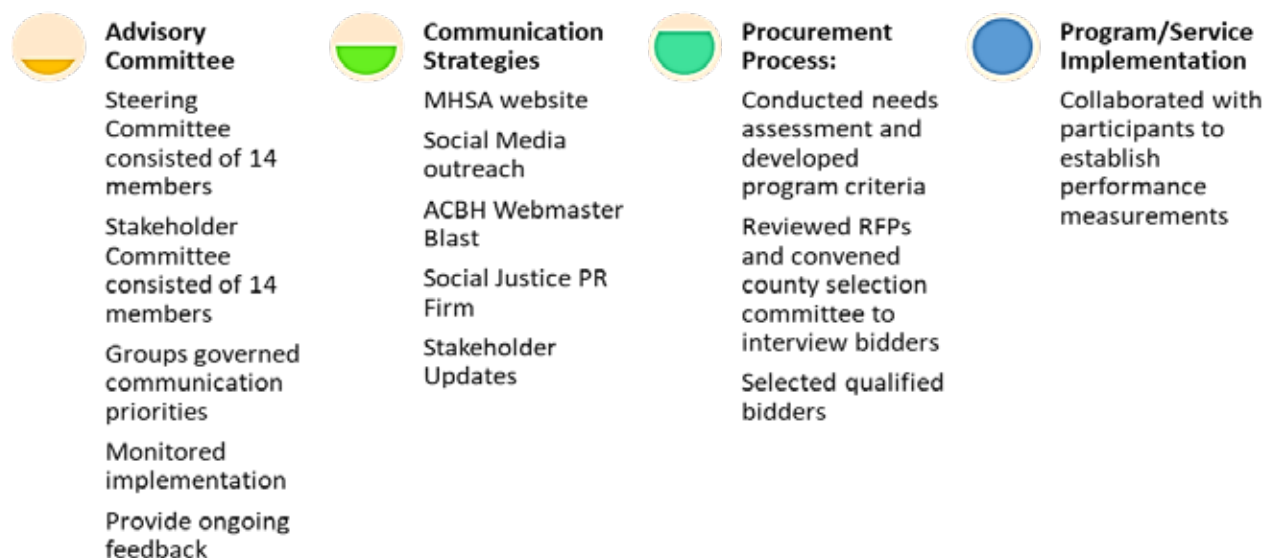 Advisory
Committee
Steering
Committee
consisted of 14
members
Stakeholder
Committee
consisted of 14
members
Groups governed
communication
priorities
Monitored
implementation
Provide ongoing
feedback
Communication
Strategies
MHSA website
Social Media
outreach
ACBH Webmaster
Blast
Social Justice PR
Firm
Stakeholder
Updates
Procurement
Process:
Conducted needs
assessment and
developed
program criteria
Reviewed RFPs
and convened
county selection
committee to
interview bidders
Selected qualified
bidders
Program/Service
Implementation
Collaborated with
participants to
establish
performance
measurements